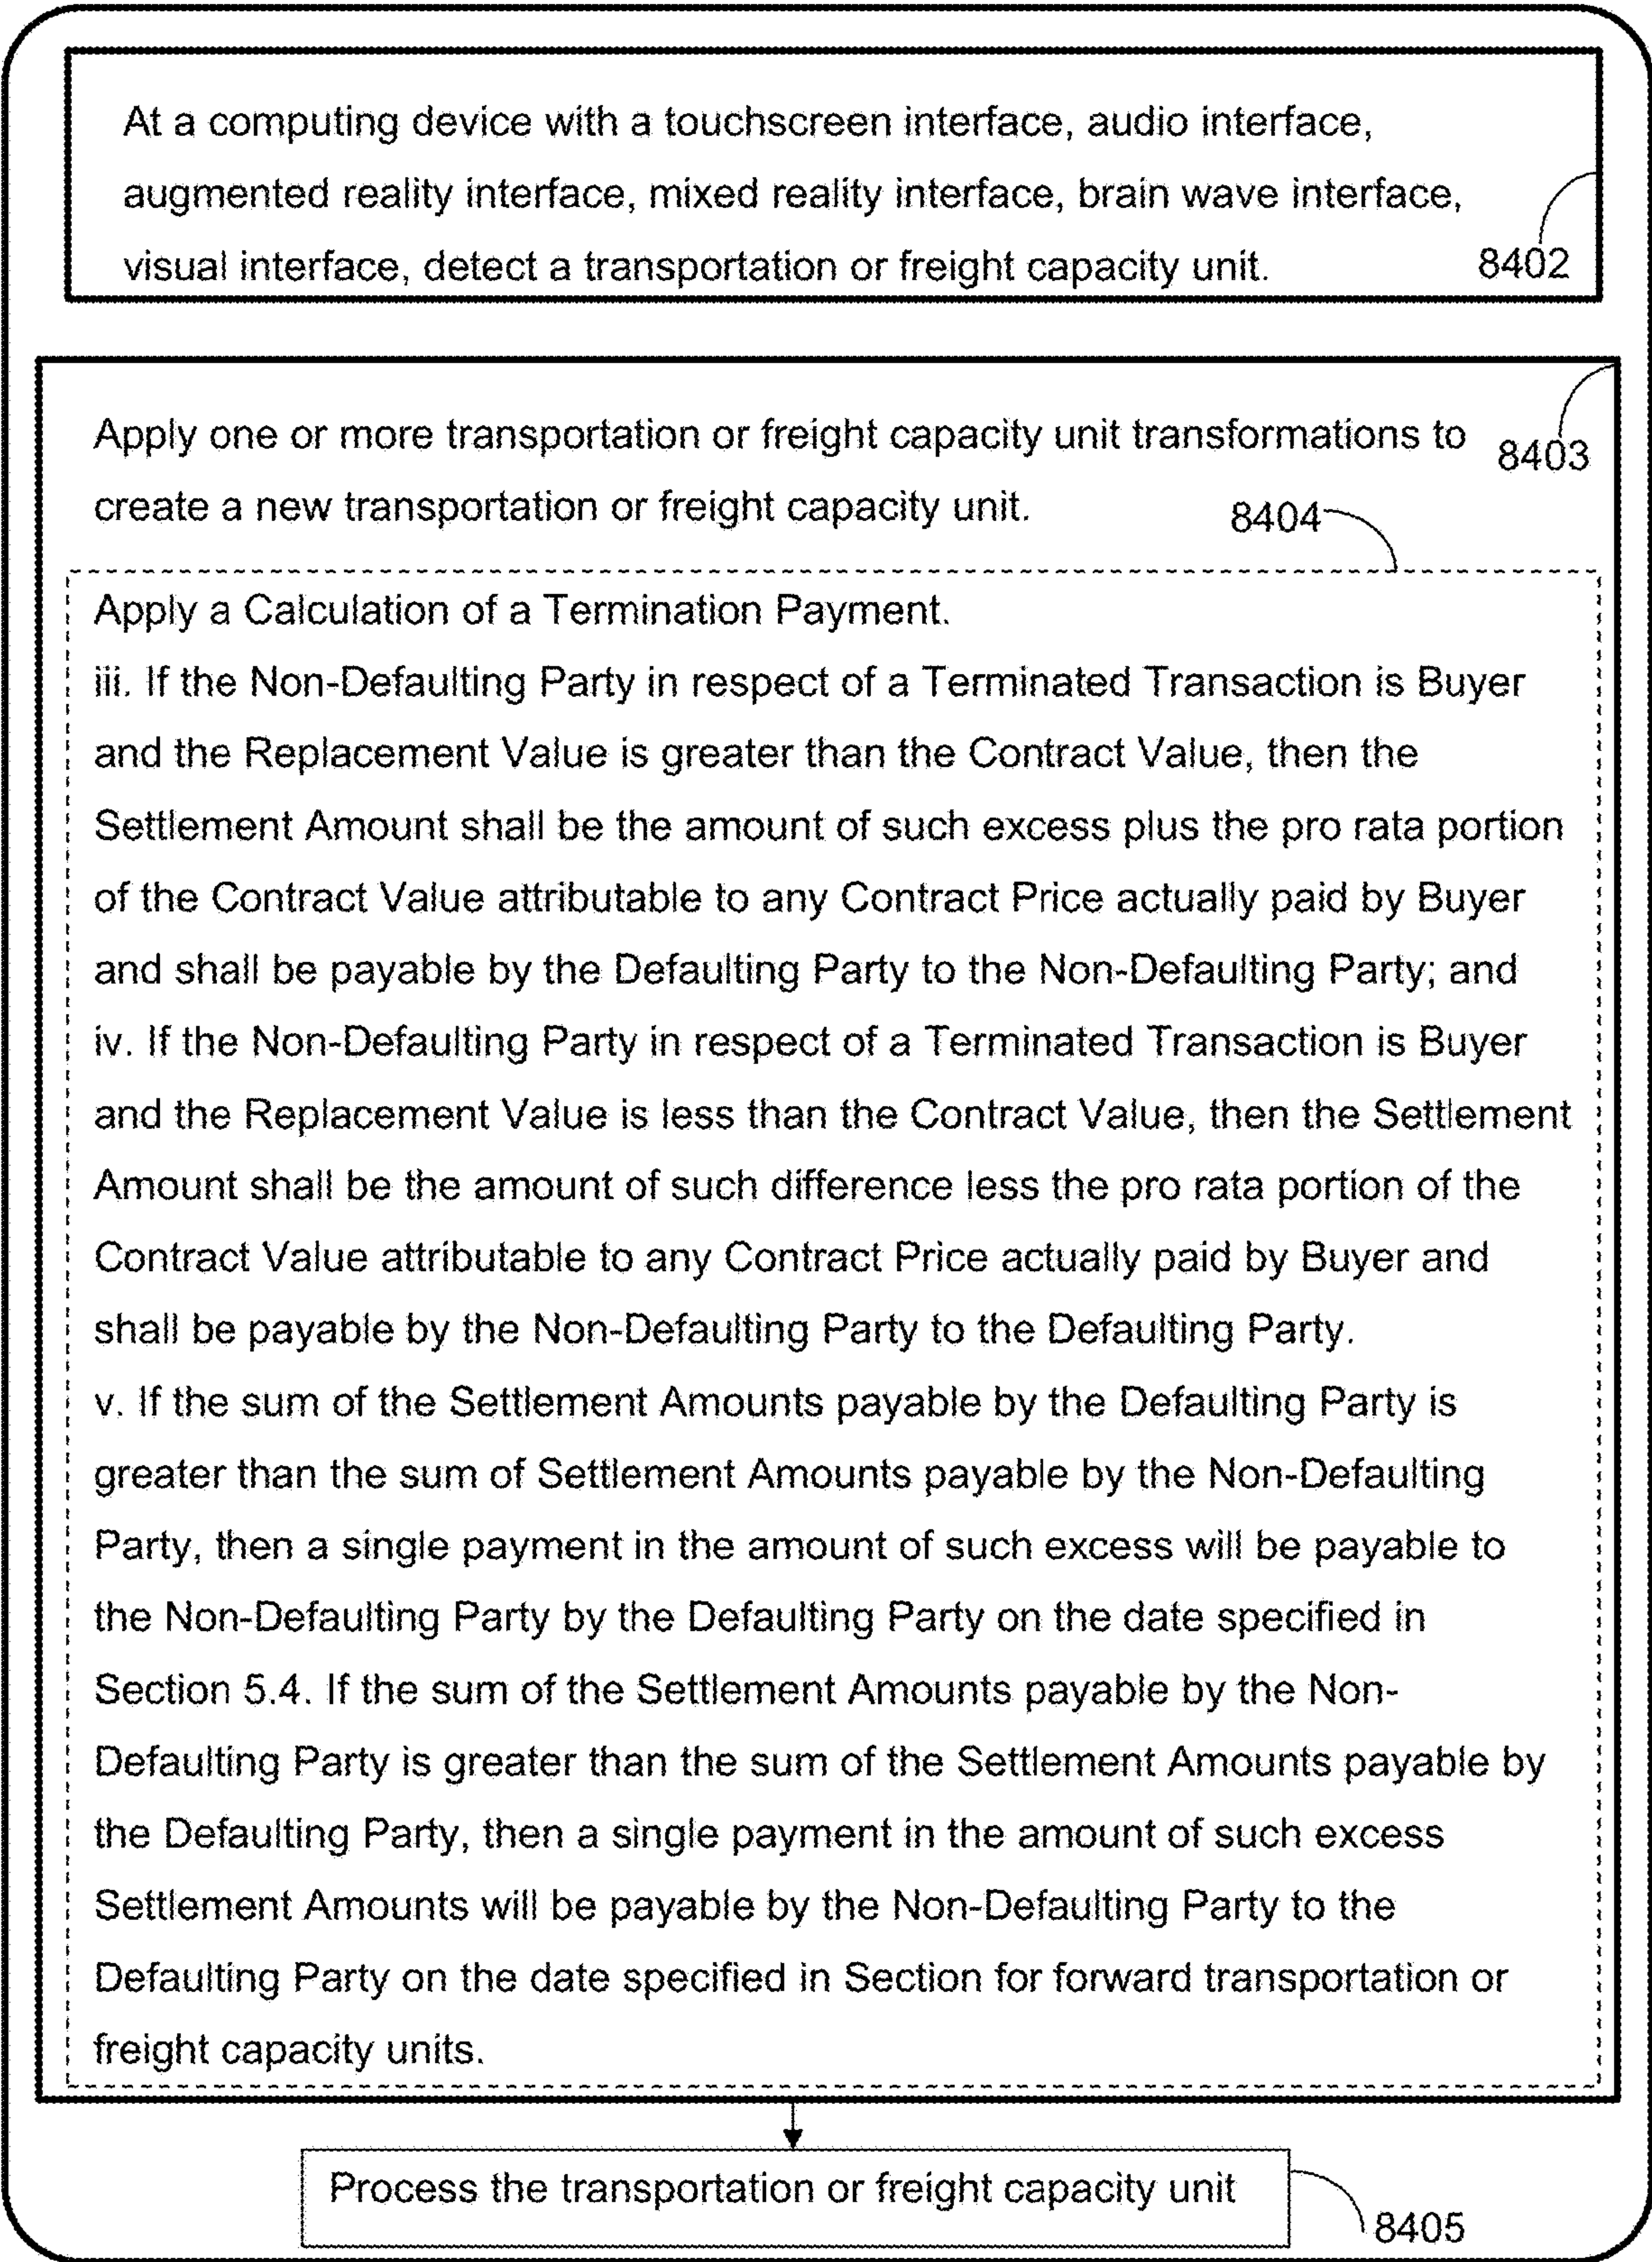 At a computing device with a touchscreen interface, audio interface,
augmented reality interface, mixed reality interface, brain wave interface,
visual interface, detect a transportation or freight capacity unit.
8402
Apply one or more transportation or freight capacity unit transformations to
8403
create a new transportation or freight capacity unit.
8404
Apply a Calculation of a Termination Payment.
iii. If the Non-Defaulting Party in respect of a Terminated Transaction is Buyer
and the Replacement Value is greater than the Contract Value, then the
Settlement Amount shall be the amount of such excess plus the pro rata portion
of the Contract Value attributable to any Contract Price actually paid by Buyer
and shall be payable by the Defaulting Party to the Non-Defaulting Party; and
iv. If the Non-Defaulting Party in respect of a Terminated Transaction is Buyer
and the Replacement Value is less than the Contract Value, then the Settlement
Amount shall be the amount of such difference less the pro rata portion of the
Contract Value attributable to any Contract Price actually paid by Buyer and
shall be payable by the Non-Defaulting Party to the Defaulting Party.
v. If the sum of the Settlement Amounts payable by the Defaulting Party is
greater than the sum of Settlement Amounts payable by the Non-Defaulting
Party, then a single payment in the amount of such excess will be payable to
the Non-Defaulting Party by the Defaulting Party on the date specified in
Section 5.4. If the sum of the Settlement Amounts payable by the Non-
Defaulting Party is greater than the sum of the Settlement Amounts payable by
the Defaulting Party, then a single payment in the amount of such excess
Settlement Amounts will be payable by the Non-Defaulting Party to the
Defaulting Party on the date specified in Section for forward transportation or
freight capacity units.
Process the transportation or freight capacity unit
8405